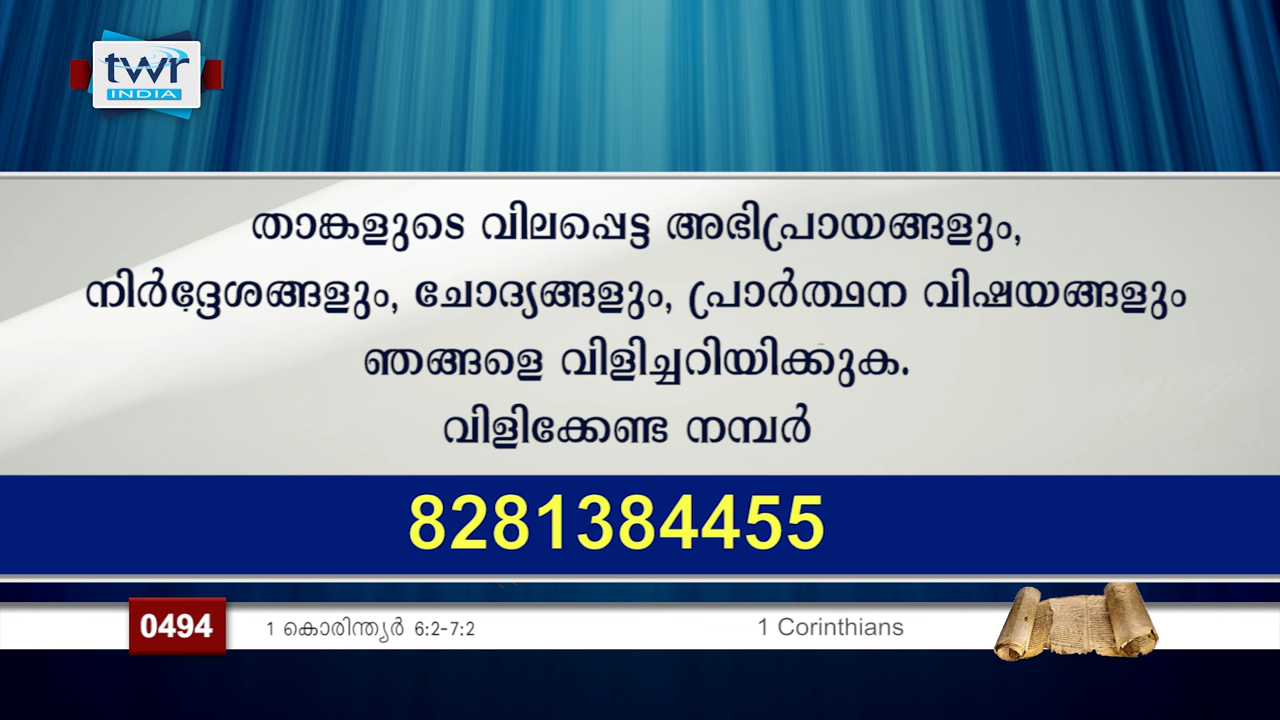 twr
INDIA
താങ്കളുടെ വിലപ്പെട്ട അഭിപ്രായങ്ങളും,
നിർദ്ദേശങ്ങളും, ചോദ്യങ്ങളും, പ്രാർത്ഥന വിഷയങ്ങളും
ഞങ്ങളെ വിളിച്ചറിയിക്കുക.
വിളിക്കേണ്ട നമ്പർ
8281384455
0494 1 കൊരിന്ത്യർ 6:2-7:2 1 Corinthians